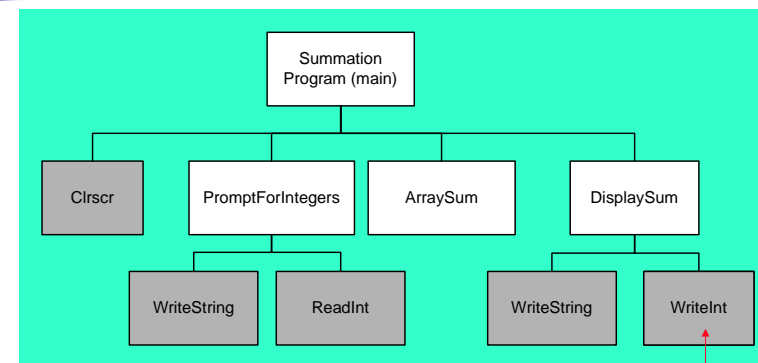 Summation
Program (main)
Clrscr
PromptForIntegers
ArraySum
DisplaySum
WriteString
ReadInt
WriteString
WriteInt